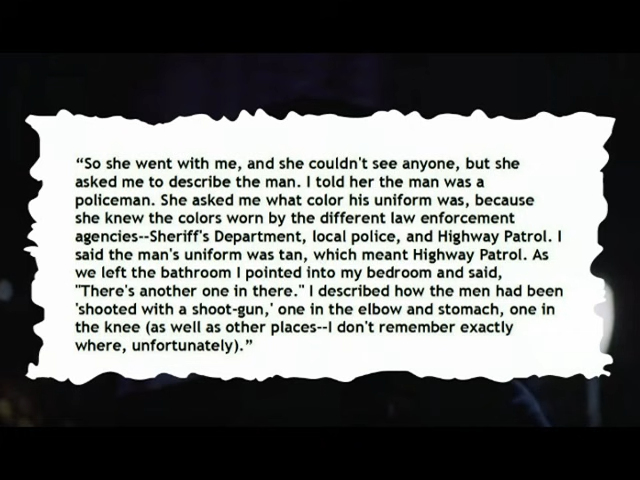 “So she went with me, and she couldn't see anyone, but she
asked me to describe the man. I told her the man was a
policeman. She asked me what color his uniform was, because
she knew the colors worn by the different law enforcement
agencies--Sheriff's Department, local police, and Highway Patrol. I
said the man's uniform was tan, which meant Highway Patrol. As
we left the bathroom I pointed into my bedroom and said,
"There's another one in there." I described how the men had been
'shooted with a shoot-gun,' one in the elbow and stomach, one in
the knee (as well as other places--I don't remember exactly
where, unfortunately).”